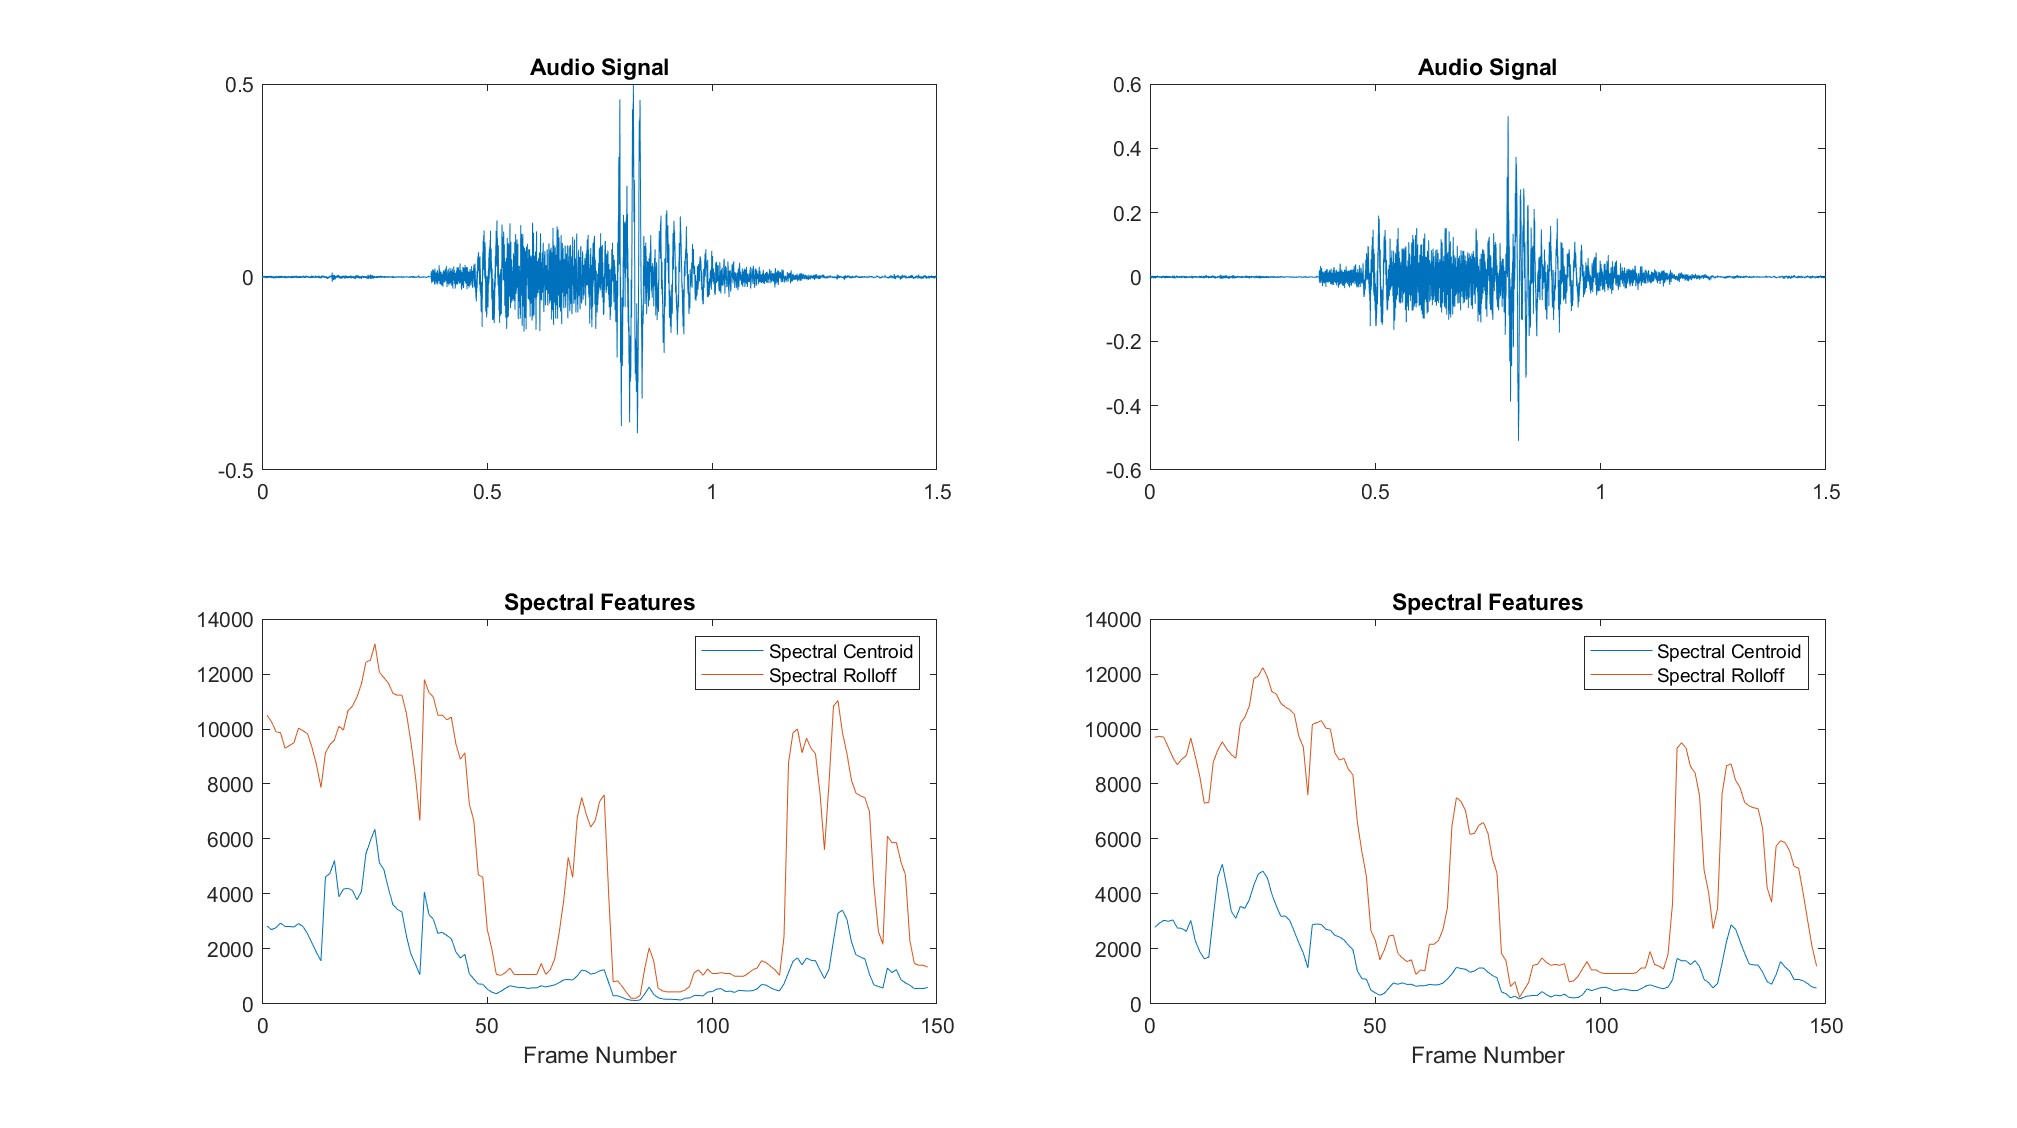 Audio Signal
0.5
0
-0.5
0 0.5 1 1.5
Audio Signal
0.6
0.4
0.2
0
-0.2
-0.4
-0.6
0 0.5 1 1.5
Spectral Features
14000
12000
10000
8000
6000
4000
2000
0
Spectral Centroid
Spectral Rolloff
0 50 100 150
Frame Number
Spectral Features
14000
12000
10000
8000
6000
4000
2000
0
Spectral Centroid
Spectral Rolloff
0 50 100 150
Frame Number